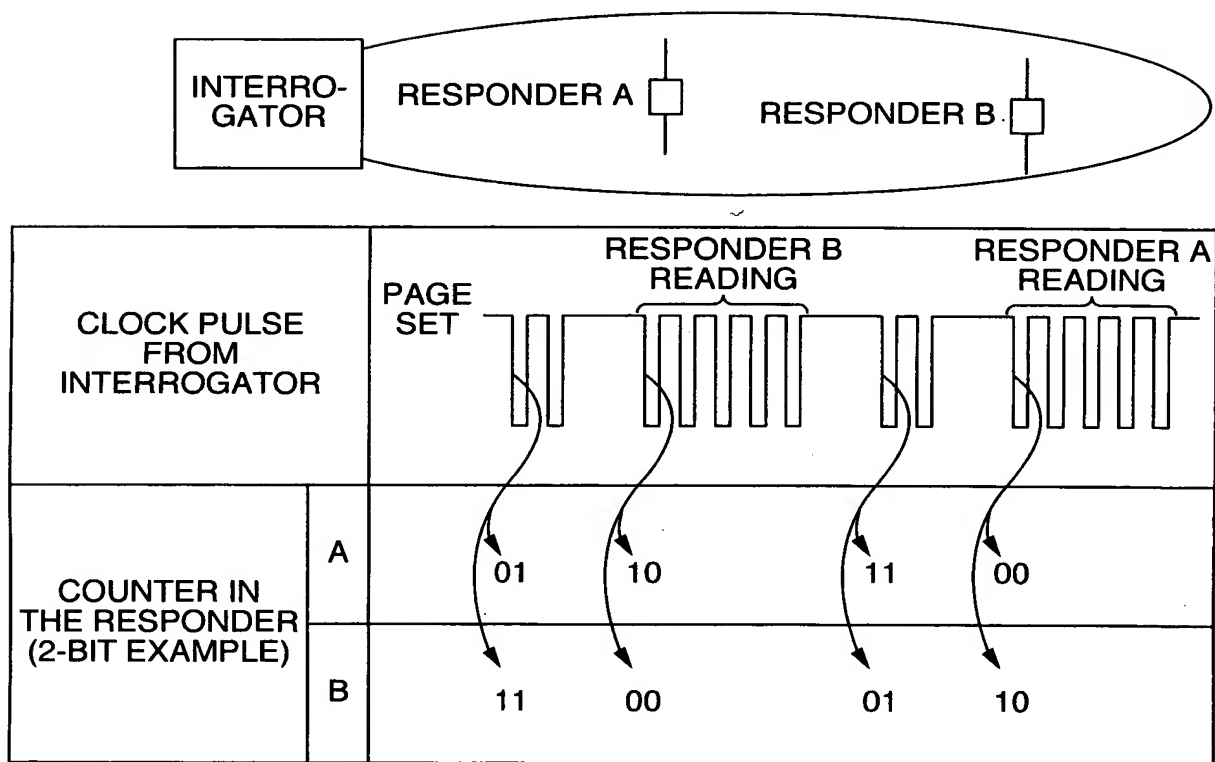 INTERRO-
GATOR
RESPONDER A
RESPONDER B
CLOCK PULSE
FROM
INTERROGATOR
PAGE
SET
RESPONDER B
READING
RESPONDER A
READING
COUNTER IN
THE RESPONDER
(2-BIT EXAMPLE)
A
01 10 11 00
B
11 00 01 10